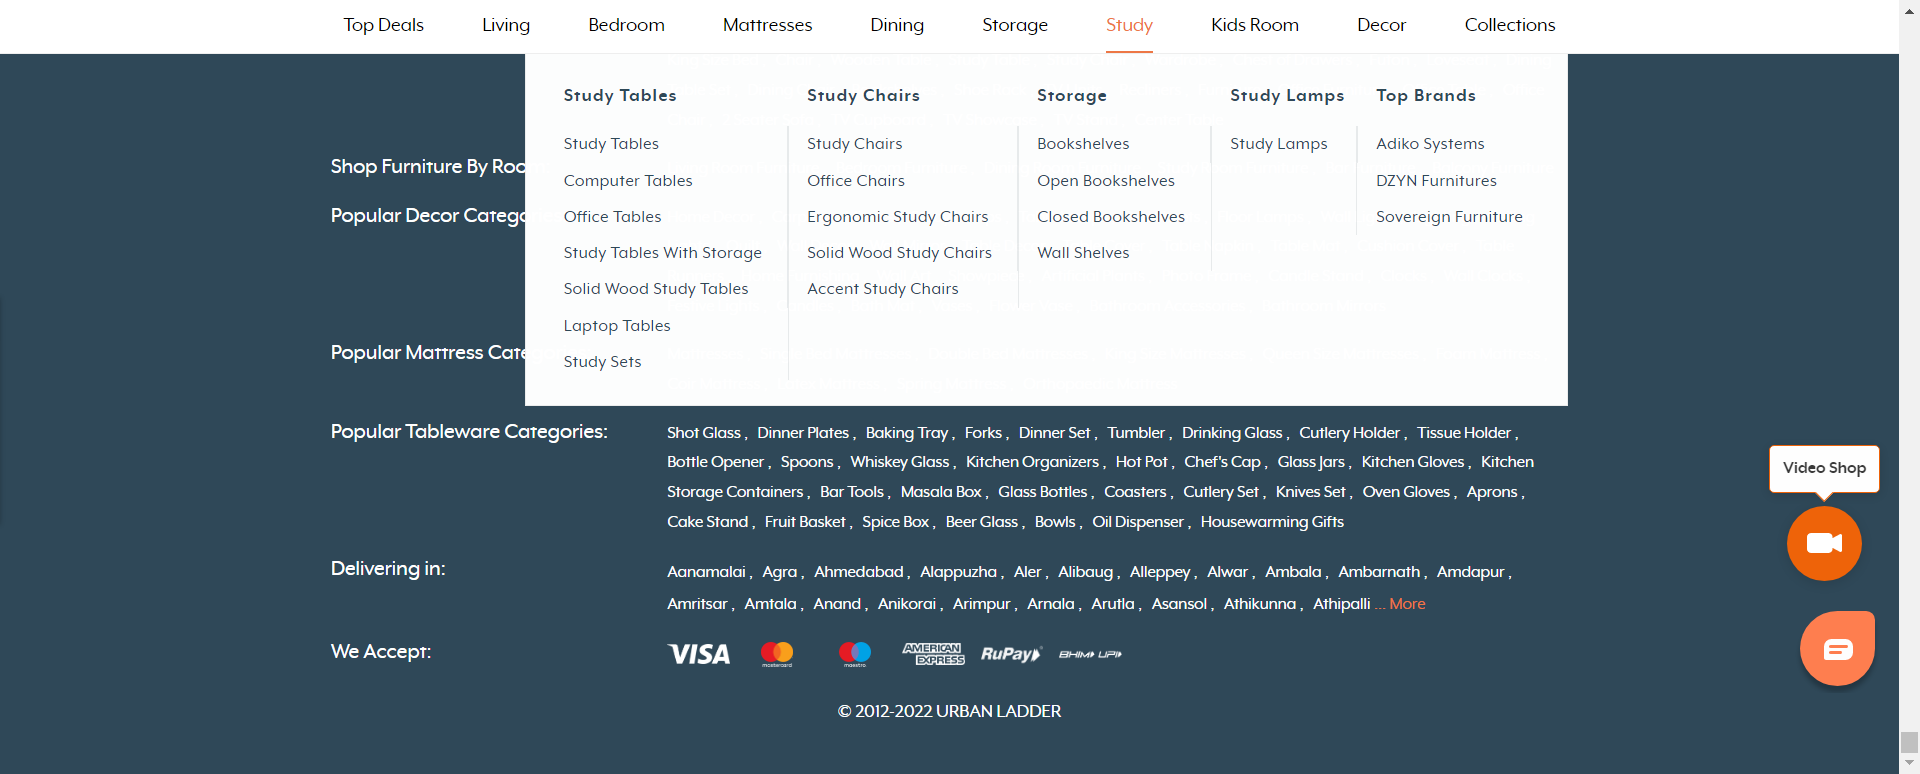 Top Deals Living Bedroom Mattresses Dining Storage Study Kids Room Decor Collections
Study Tables
Study Tables
Computer Tables
Office Tables
Study Tables With Storage
Solid Wood Study Tables
Laptop Tables
Study Sets
Study Chairs
Study Chairs
Office Chairs
Ergonomic Study Chairs
Solid Wood Study Chairs
Accent Study Chairs
Storage
Bookshelves
Open Bookshelves
Closed Bookshelves
Wall Shelves
Study Lamps
Study Lamps
Top Brands
Adiko Systems
DZYN Furnitures
Sovereign Furniture
Shop Furniture By Roo
Popular Decor Catego
Popular Mattress Cate
Popular Tableware Categories:
Shot Glass , Dinner Plates , Baking Tray , Forks , Dinner Set , Tumbler , Drinking Glass , Cutlery Holder , Tissue Holder ,
Bottle Opener , Spoons , Whiskey Glass , Kitchen Organizers , Hot Pot , Chef's Cap , Glass Jars , Kitchen Gloves , Kitchen
Storage Containers , Bar Tools , Masala Box , Glass Bottles , Coasters , Cutlery Set , Knives Set , Oven Gloves , Aprons ,
Cake Stand , Fruit Basket , Spice Box , Beer Glass , Bowls , Oil Dispenser , Housewarming Gifts
Delivering in:
Aanamalai , Agra , Ahmedabad , Alappuzha , Aler , Alibaug , Alleppey , Alwar , Ambala , Ambarnath , Amdapur ,
Amritsar , Amtala , Anand , Anikorai , Arimpur , Arnala , Arutla , Asansol , Athikunna , Athipalli ... More
We Accept:
VISA mastercard maestro AMERICAN EXPRESS RuPay BHIM UPI
© 2012-2022 URBAN LADDER
Video Shop